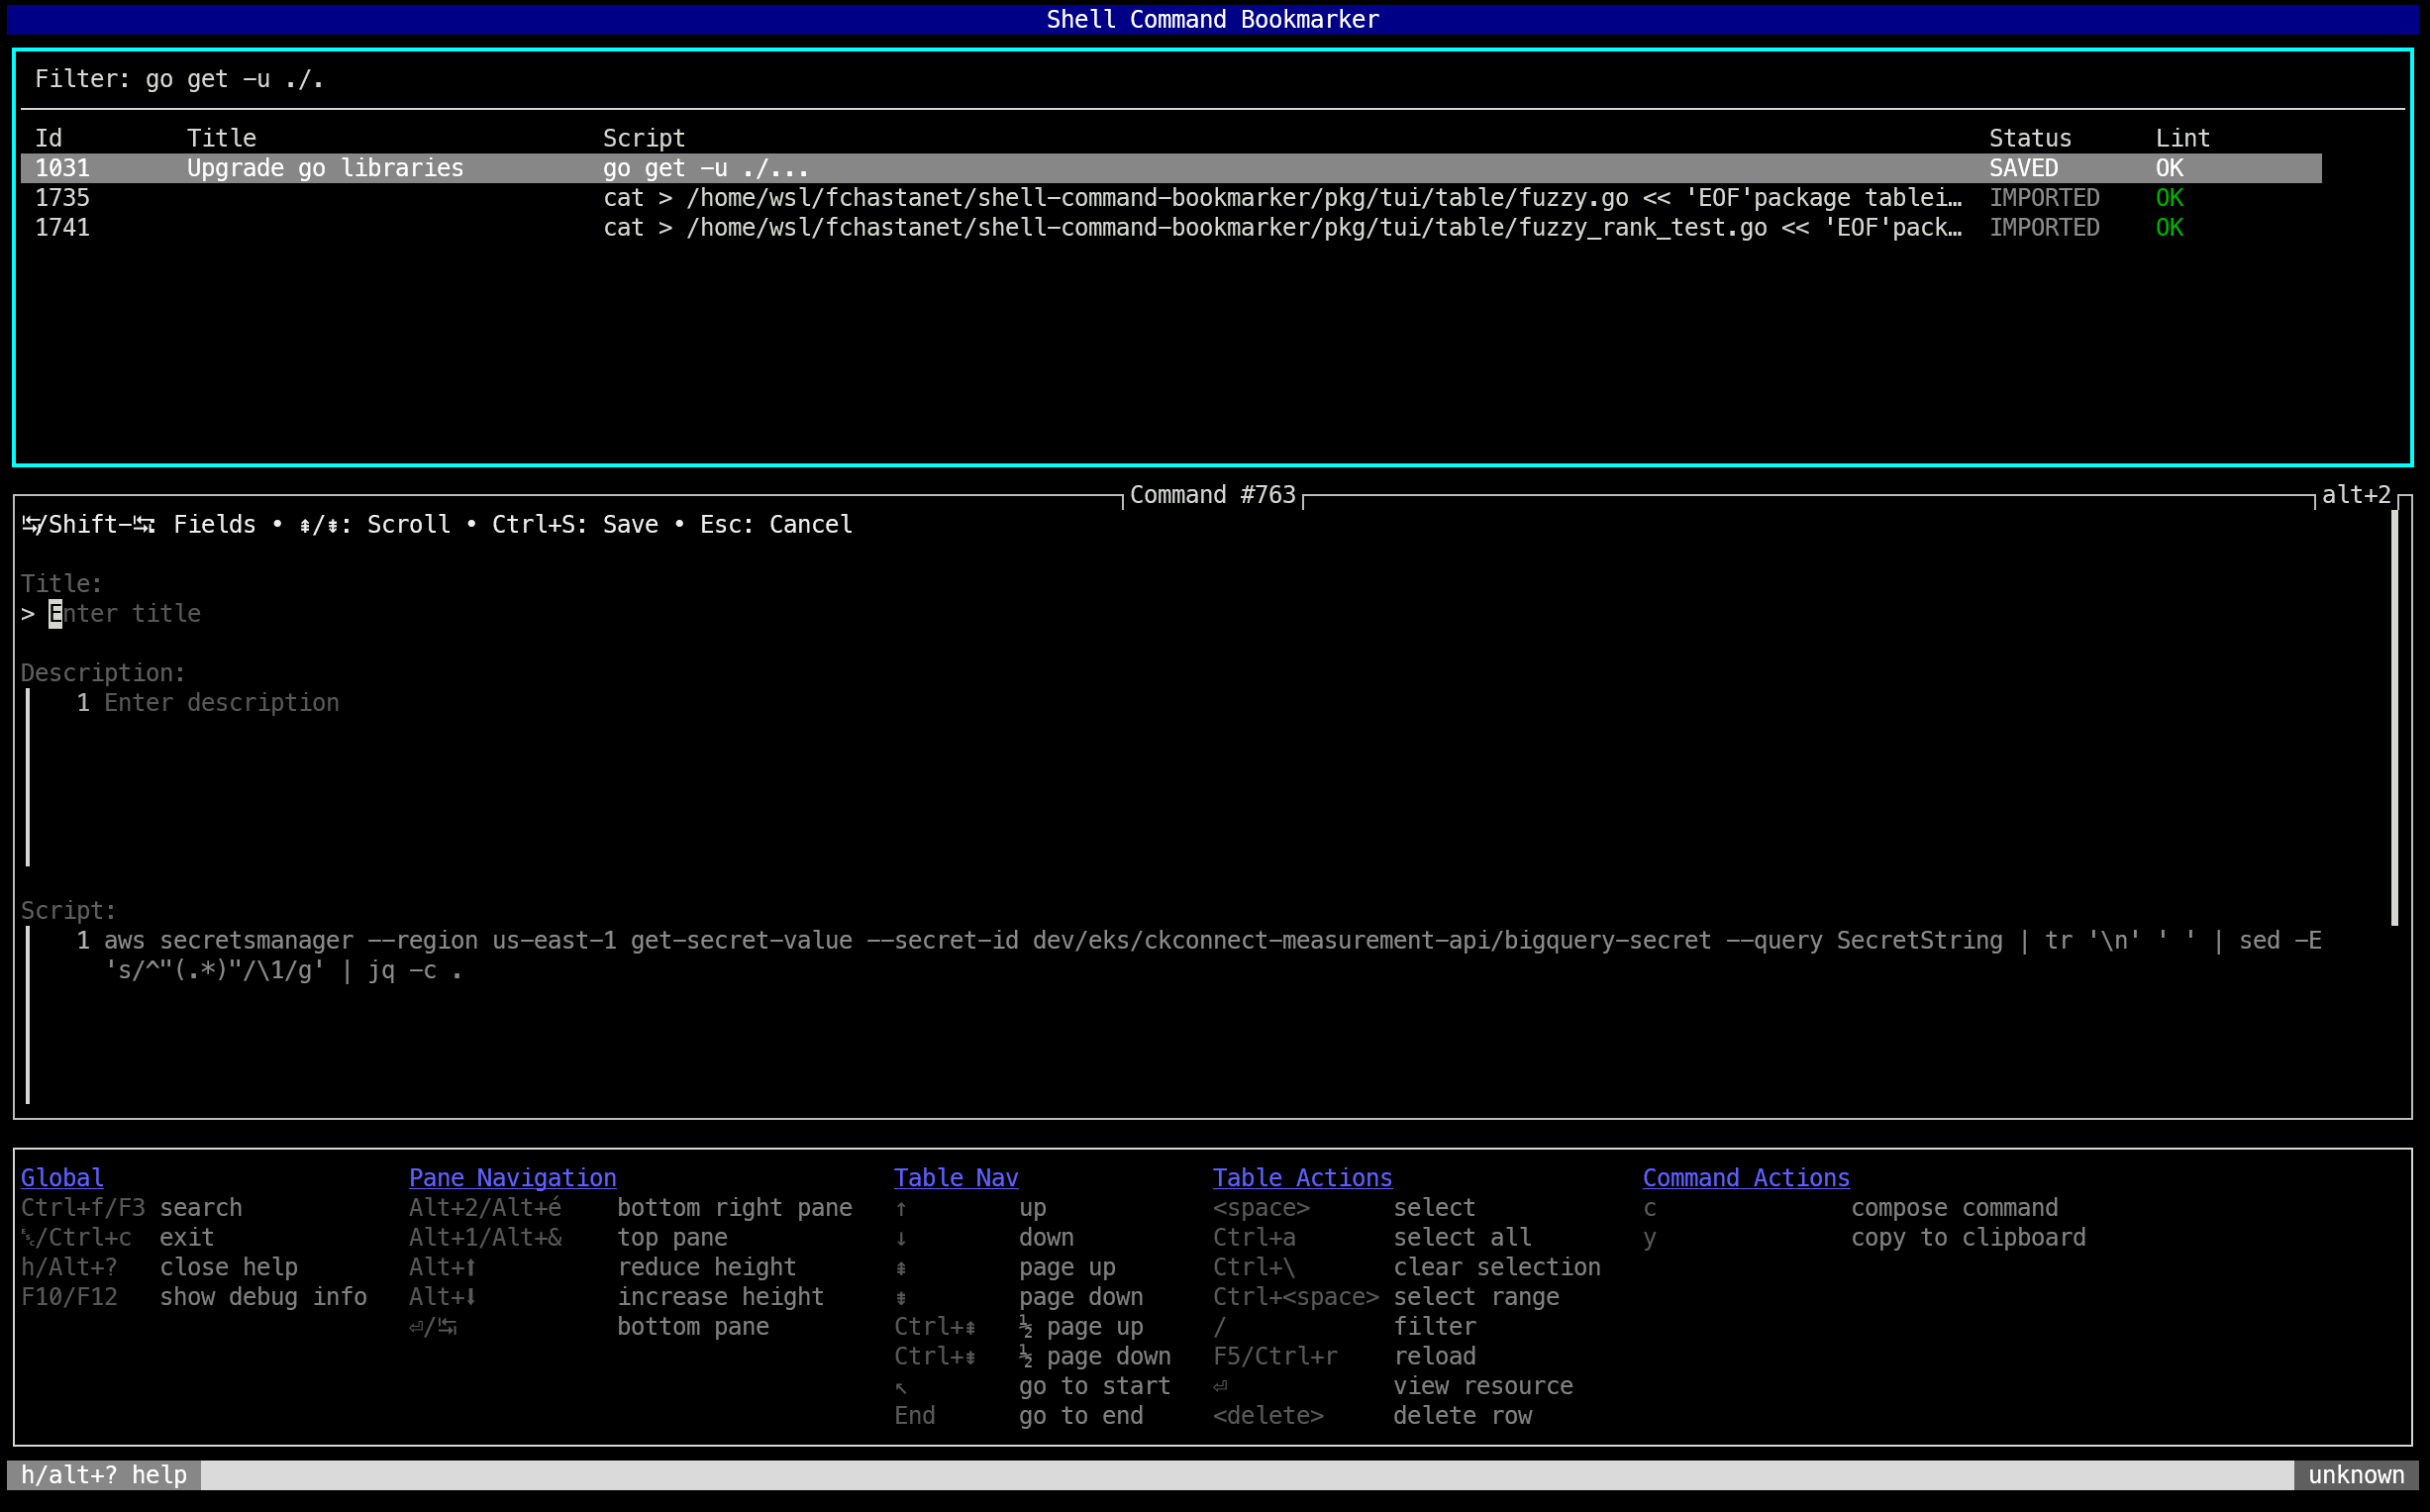 Shell Command Bookmarker
Filter: go get -u ./.
Id Title Script Status Lint
1031 Upgrade go libraries go get -u ./... SAVED OK
1735 cat > /home/wsl/fchastanet/shell-command-bookmarker/pkg/tui/table/fuzzy.go << 'EOF'package tablei… IMPORTED OK
1741 cat > /home/wsl/fchastanet/shell-command-bookmarker/pkg/tui/table/fuzzy_rank_test.go << 'EOF'pack… IMPORTED OK
Command #763 alt+2
↹/Shift-↹: Fields • ⇞/⇟: Scroll • Ctrl+S: Save • Esc: Cancel
Title:
> Enter title
Description:
1 Enter description
Script:
1 aws secretsmanager --region us-east-1 get-secret-value --secret-id dev/eks/ckconnect-measurement-api/bigquery-secret --query SecretString | tr '\n' ' ' | sed -E
's/^"(.*)"/\1/g' | jq -c .
Global Pane Navigation Table Nav Table Actions Command Actions
Ctrl+f/F3 search Alt+2/Alt+é bottom right pane ↑ up <space> select c compose command
␛/Ctrl+c exit Alt+1/Alt+& top pane ↓ down Ctrl+a select all y copy to clipboard
h/Alt+? close help Alt+⬆ reduce height ⇞ page up Ctrl+\ clear selection
F10/F12 show debug info Alt+⬇ increase height ⇟ page down Ctrl+<space> select range
⏎/↹ bottom pane Ctrl+⇞ ½ page up / filter
Ctrl+⇟ ½ page down F5/Ctrl+r reload
↖ go to start ⏎ view resource
End go to end <delete> delete row
h/alt+? help unknown